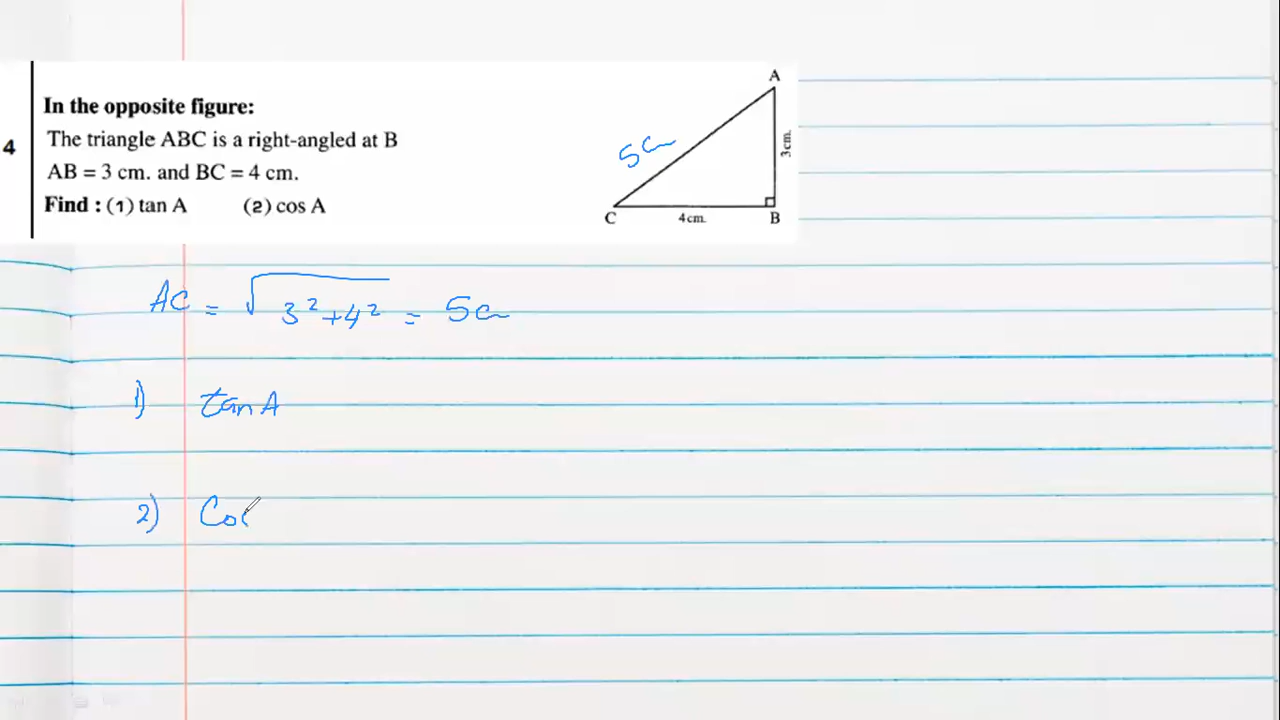 4
In the opposite figure:
The triangle ABC is a right-angled at B
AB = 3 cm. and BC = 4 cm.
Find : (1) tan A (2) cos A
A
5cm
3cm.
C
4cm.
B
AC = √3²+4² = 5cm
1) tan A
2) Cos